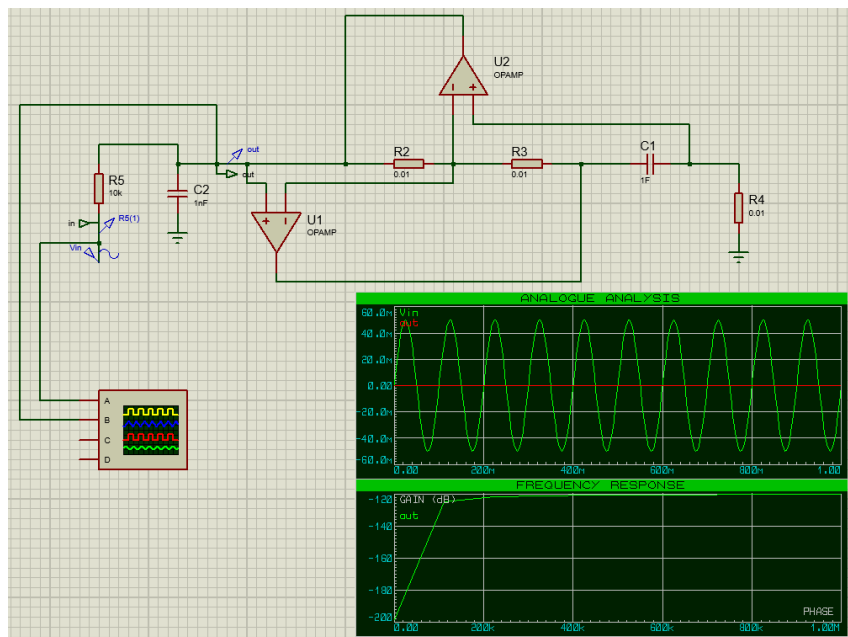 U2
OPAMP
R2
0.01
R3
0.01
C1
1F
R4
0.01
out
out
R5
10k
C2
1nF
in
R5(1)
Vin
U1
OPAMP
A
B
C
D
ANALOGUE ANALYSIS
Vin
out
60.0m
40.0m
20.0m
0.00
-20.0m
-40.0m
-60.0m
0.00 200m 400m 600m 800m 1.00
FREQUENCY RESPONSE
GAIN (dB)
out
-120
-140
-160
-180
-200
PHASE
0.00 200k 400k 600k 800k 1.00M